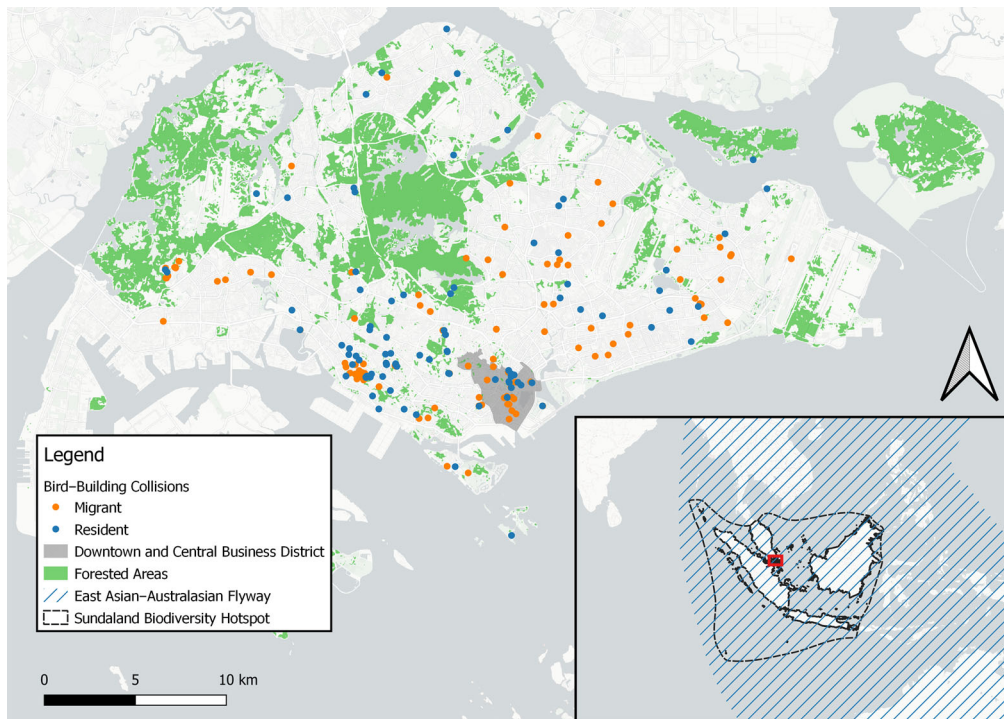 Legend
Bird–Building Collisions
Migrant
Resident
Downtown and Central Business District
Forested Areas
East Asian–Australasian Flyway
Sundaland Biodiversity Hotspot
0 5 10 km